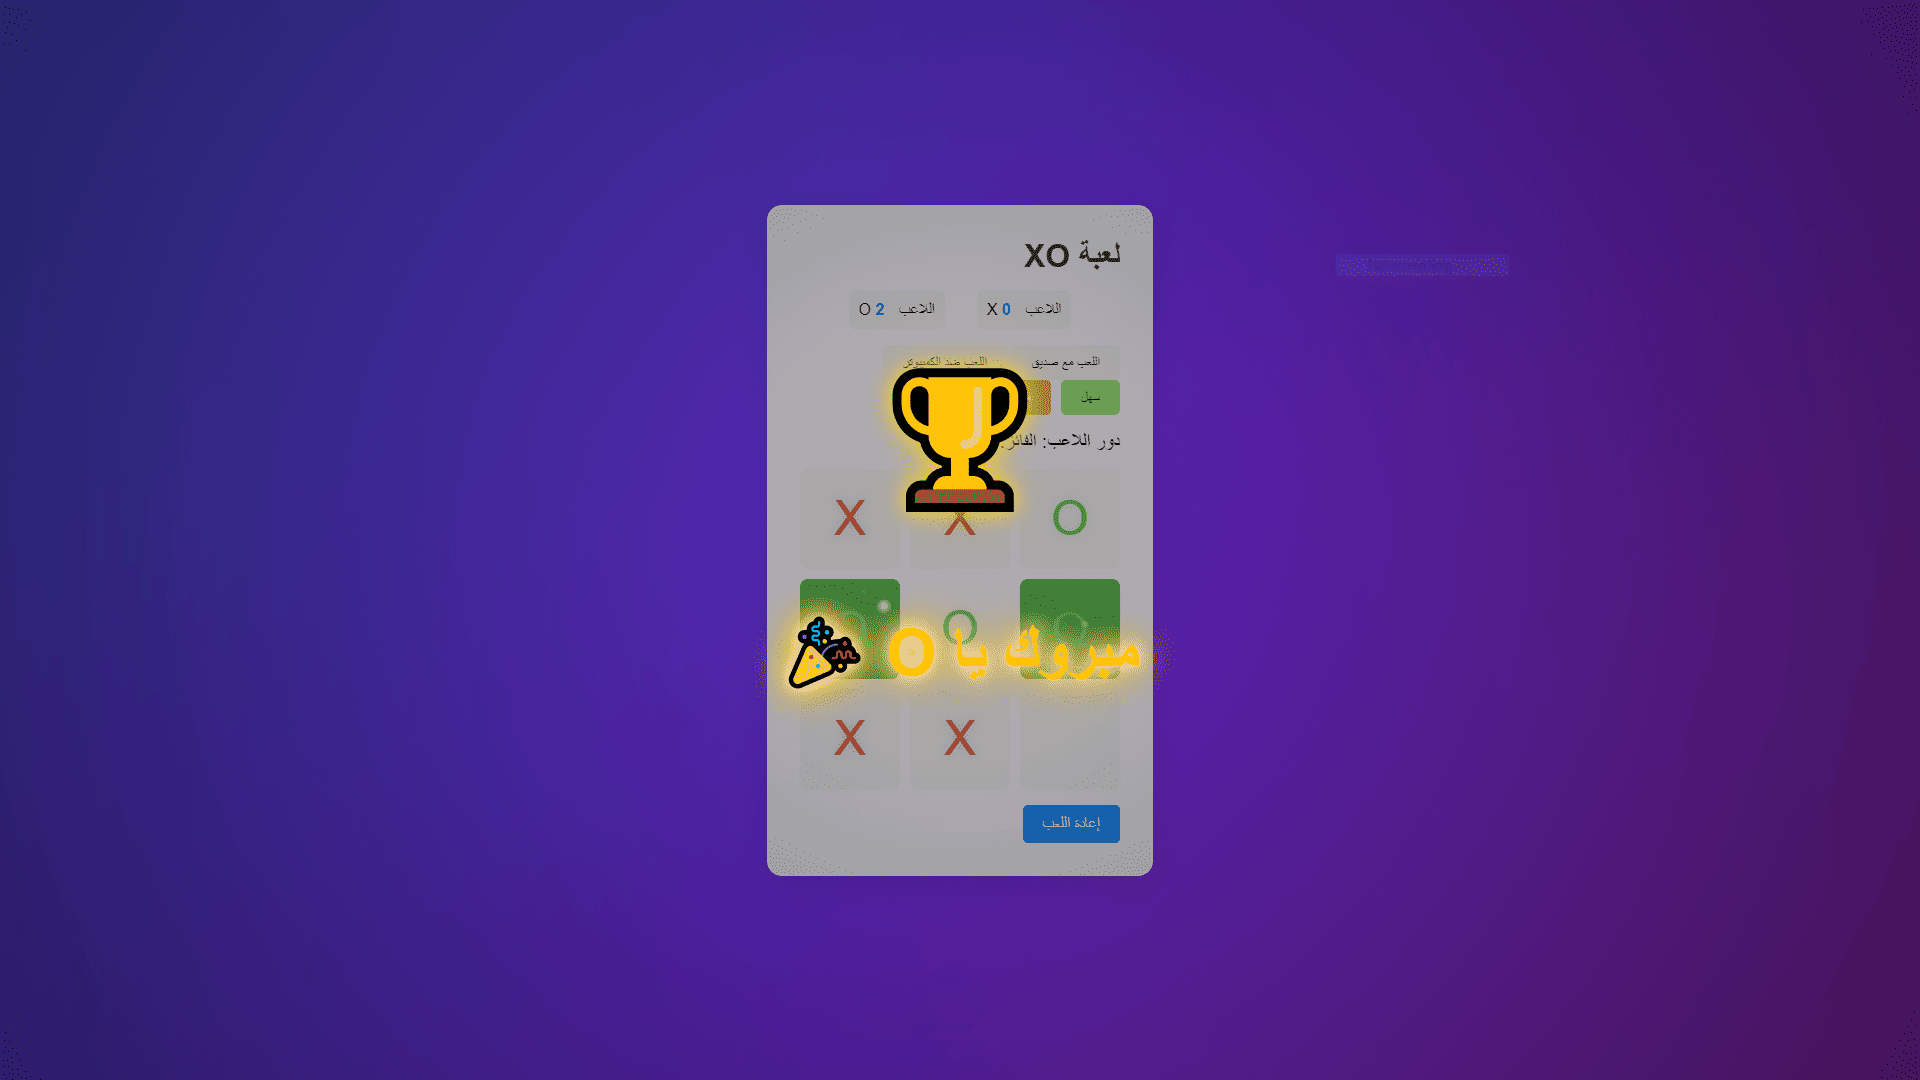 لعبة XO
اللاعب X 0
اللاعب O 2
اللعب مع صديق
اللعب ضد الكمبيوتر
سهل
دور اللاعب: الفائز:
X X O
O O O
مبروك يا O 🎉
X X
إعادة اللعب